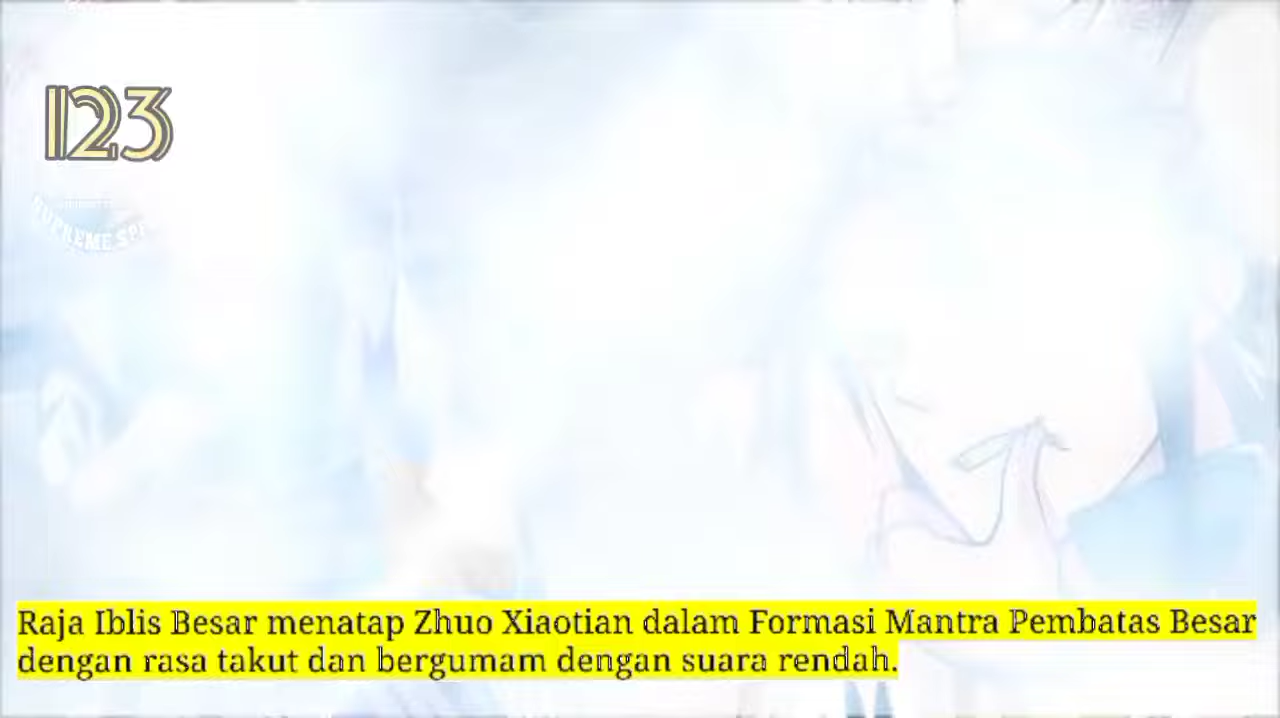 123
SUPREME
Raja Iblis Besar menatap Zhuo Xiaotian dalam Formasi Mantra Pembatas Besar
dengan rasa takut dan bergumam dengan suara rendah.